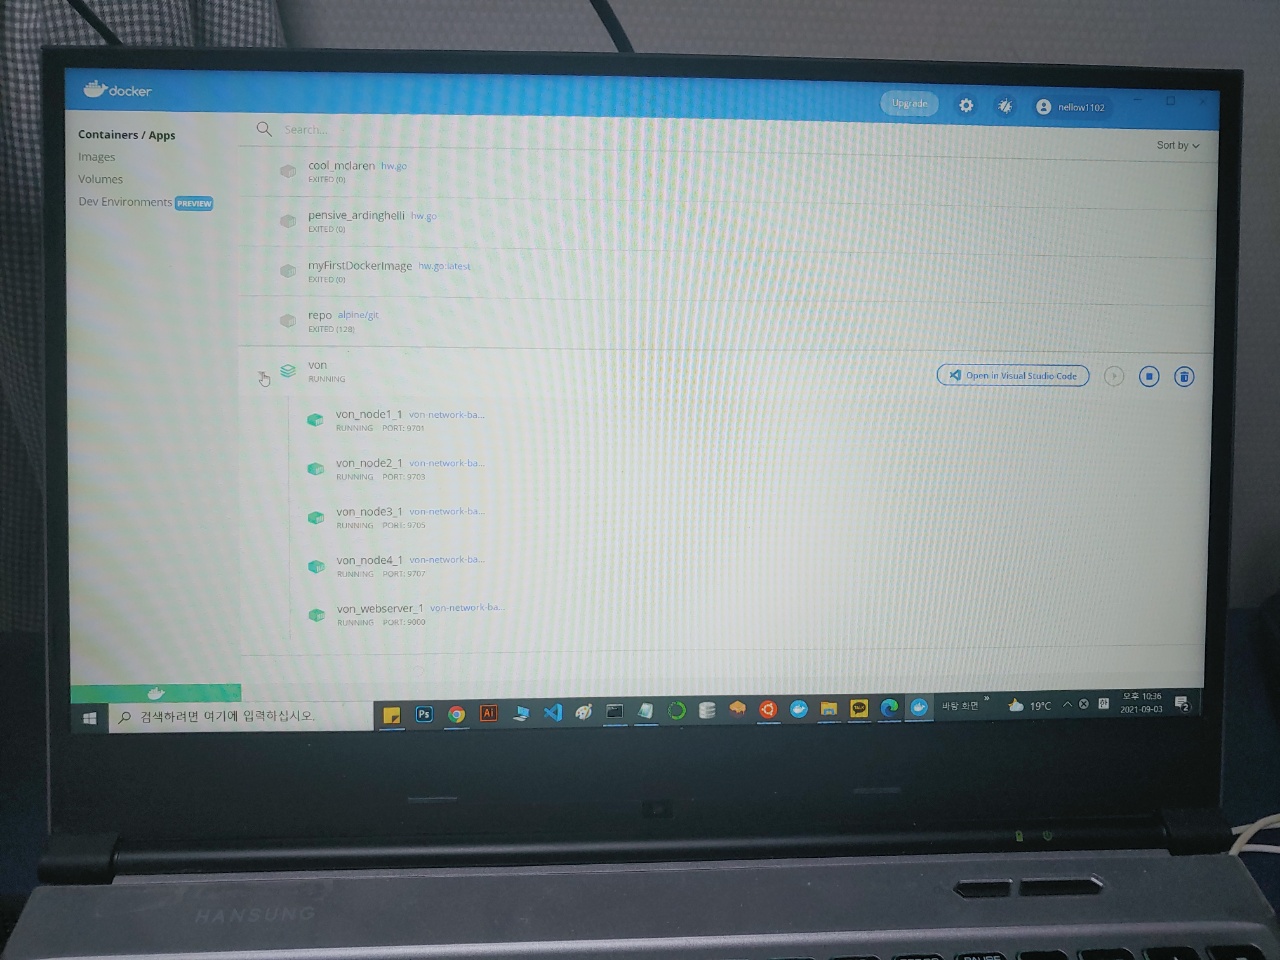 docker
Upgrade
nellow1102
Containers / Apps
Images
Volumes
Dev Environments PREVIEW
Search...
Sort by
cool_mclaren hw.go
EXITED (0)
pensive_ardinghelli hw.go
EXITED (0)
myFirstDockerImage hw.go:latest
EXITED (0)
repo alpine/git
EXITED (128)
von
RUNNING
Open in Visual Studio Code
von_node1_1 von-network-ba...
RUNNING PORT: 9701
von_node2_1 von-network-ba...
RUNNING PORT: 9703
von_node3_1 von-network-ba...
RUNNING PORT: 9705
von_node4_1 von-network-ba...
RUNNING PORT: 9707
von_webserver_1 von-network-ba...
RUNNING PORT: 9000
검색하려면 여기에 입력하십시오.
Ps
Ai
TALK
바탕 화면
19°C
오후 10:36
2021-09-03
2
HANSUNG
PAUSE